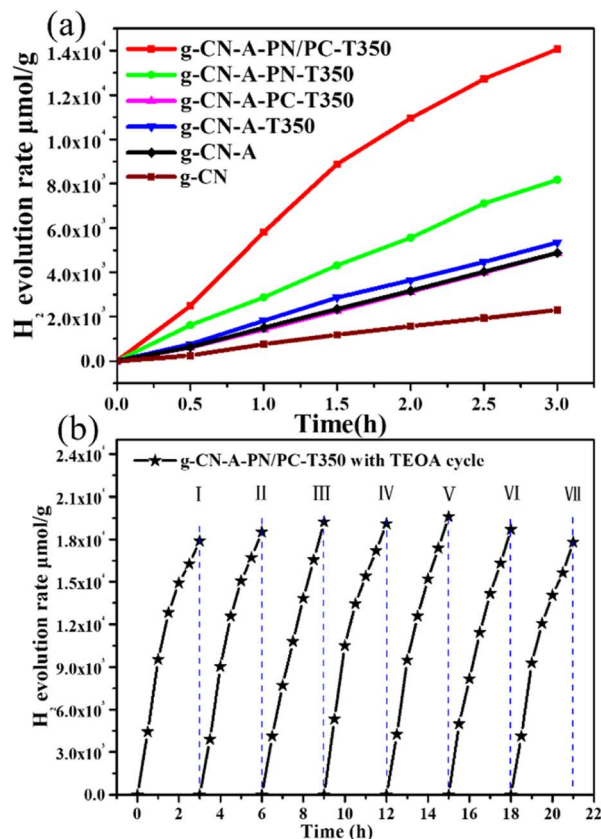 (a)
g-CN-A-PN/PC-T350
g-CN-A-PN-T350
g-CN-A-PC-T350
g-CN-A-T350
g-CN-A
g-CN
H₂ evolution rate μmol/g
1.4x10⁴
1.2x10⁴
1.0x10⁴
8.0x10³
6.0x10³
4.0x10³
2.0x10³
0.0
0.0 0.5 1.0 1.5 2.0 2.5 3.0
Time(h)
(b)
g-CN-A-PN/PC-T350 with TEOA cycle
I II III IV V VI VII
H₂ evolution rate μmol/g
2.4x10⁴
2.1x10⁴
1.8x10⁴
1.5x10⁴
1.2x10⁴
9.0x10³
6.0x10³
3.0x10³
0.0
0 2 4 6 8 10 12 14 16 18 20 22
Time (h)